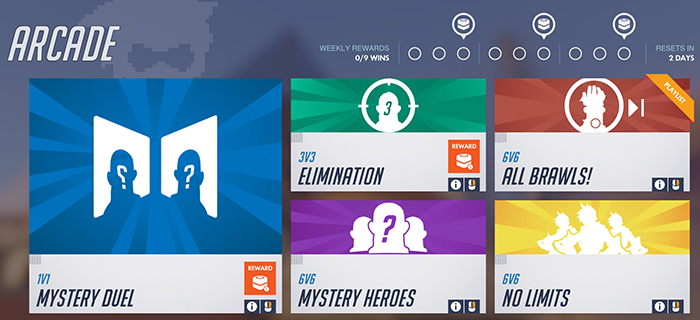 ARCADE
WEEKLY REWARDS
0/9 WINS
RESETS IN
2 DAYS
1V1
MYSTERY DUEL
REWARD
3
3V3
ELIMINATION
REWARD
PLAYLIST
6V6
ALL BRAWLS!
?
6V6
MYSTERY HEROES
6V6
NO LIMITS